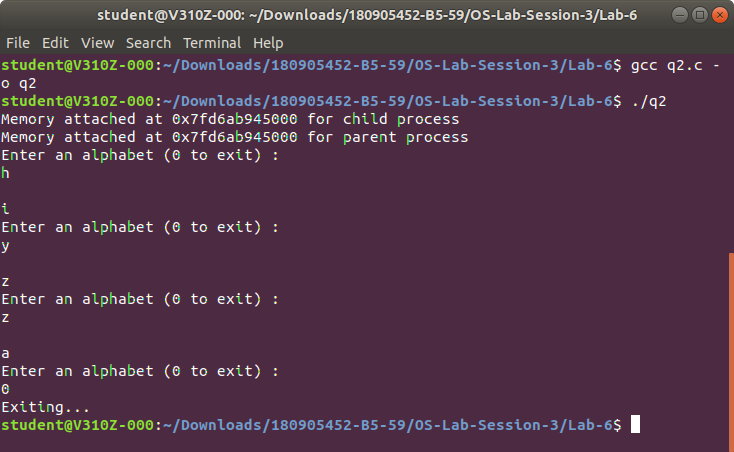 student@V310Z-000: ~/Downloads/180905452-B5-59/OS-Lab-Session-3/Lab-6
File Edit View Search Terminal Help
student@V310Z-000:~/Downloads/180905452-B5-59/OS-Lab-Session-3/Lab-6$ gcc q2.c -
o q2
student@V310Z-000:~/Downloads/180905452-B5-59/OS-Lab-Session-3/Lab-6$ ./q2
Memory attached at 0x7fd6ab945000 for child process
Memory attached at 0x7fd6ab945000 for parent process
Enter an alphabet (0 to exit) :
h
i
Enter an alphabet (0 to exit) :
y
z
Enter an alphabet (0 to exit) :
z
a
Enter an alphabet (0 to exit) :
0
Exiting...
student@V310Z-000:~/Downloads/180905452-B5-59/OS-Lab-Session-3/Lab-6$